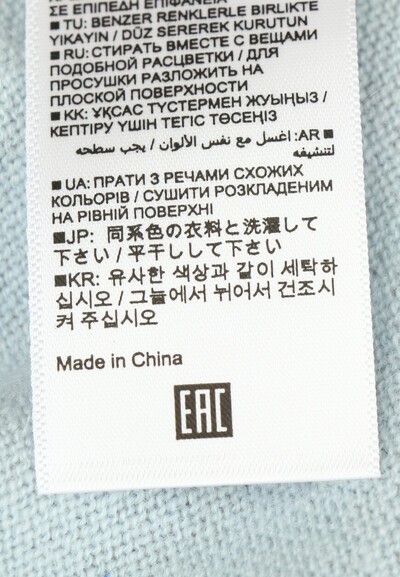 ΣΕ ΕΠΙΠΕΔΗ ΕΠΙΦΑΝΕΙΑ
■ TU: BENZER RENKLERLE BIRLIKTE
YIKAYIN / DÜZ SEREREK KURUTUN
■ RU: СТИРАТЬ ВМЕСТЕ С ВЕЩАМИ
ПОДОБНОЙ РАСЦВЕТКИ / ДЛЯ
ПРОСУШКИ РАЗЛОЖИТЬ НА
ПЛОСКОЙ ПОВЕРХНОСТИ
■ KK: ҰҚСАС ТҮСТЕРМЕН ЖУЫҢЫЗ /
КЕПТІРУ ҮШІН ТЕГІС ТӨСЕҢІЗ
■ AR: اغسل مع نفس الألوان / يجب سطحه
لتنشيفه
■ UA: ПРАТИ З РЕЧАМИ СХОЖИХ
КОЛЬОРІВ / СУШИТИ РОЗКЛАДЕНИМ
НА РІВНІЙ ПОВЕРХНІ
■JP: 同系色の衣料と洗濯して
下さい / 平干しして下さい
■KR: 유사한 색상과 같이 세탁하
십시오 / 그늘에서 뉘어서 건조시
켜 주십시오
Made in China
EAC